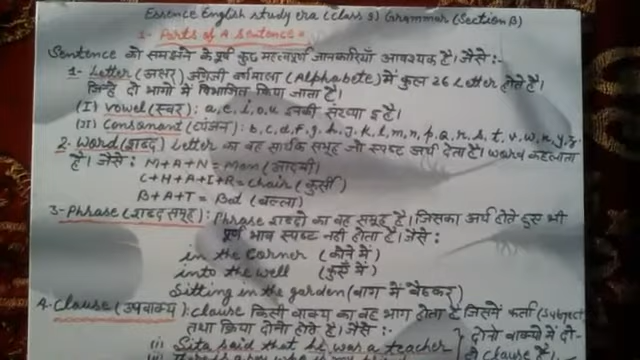 Essence English study era (Class 9) Grammar (Section B)
1- Parts of A Sentence =
Sentence को समझने के पूर्व कुछ महत्वपूर्ण जानकारियाँ आवश्यक हैं। जैसे :-
1- Letter (अक्षर) अंग्रेजी वर्णमाला (Alphabete) में कुल 26 Letter होते हैं।
जिन्हें दो भागों में विभाजित किया जाता है।
(I) Vowel (स्वर) : a, e, i, o, u इनकी संख्या 5 है।
(II) Consonant (व्यंजन) : b, c, d, f, g, h, j, k, l, m, n, p, q, r, s, t, v, w, x, y, z.
2. Word (शब्द) Letter का वह सार्थक समूह जो स्पष्ट अर्थ देता है। Word कहलाता
है। जैसे : M+A+N = Man (आदमी)
C+H+A+I+R = Chair (कुर्सी)
B+A+T = Bat (बल्ला)
3- Phrase (शब्द समूह) : Phrase शब्दों का वह समूह है। जिसका अर्थ होते हुए भी
पूर्ण भाव स्पष्ट नहीं होता है। जैसे :
in the corner (कोने में)
into the well (कुएँ में)
Sitting in the garden (बाग में बैठकर)
4- Clause (उपवाक्य) : Clause किसी वाक्य का वह भाग होता है जिसमें कर्ता (Subject
तथा क्रिया दोनों होते हैं। जैसे :-
(i) Sita said that he was a teacher } दोनों वाक्यों में दो-
दो clause हैं।